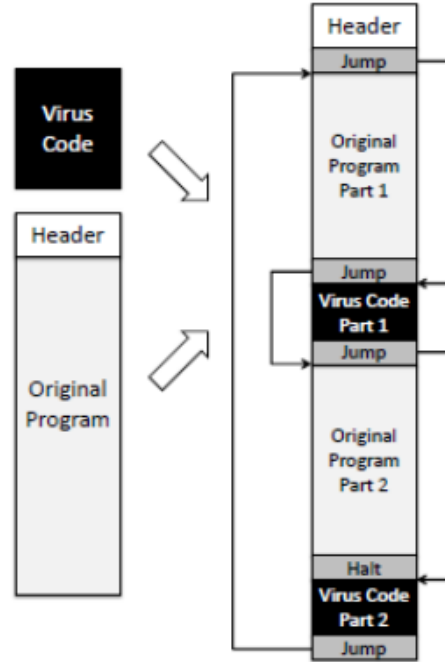 Virus
Code
Header
Original
Program
Header
Jump
Original
Program
Part 1
Jump
Virus Code
Part 1
Jump
Original
Program
Part 2
Halt
Virus Code
Part 2
Jump